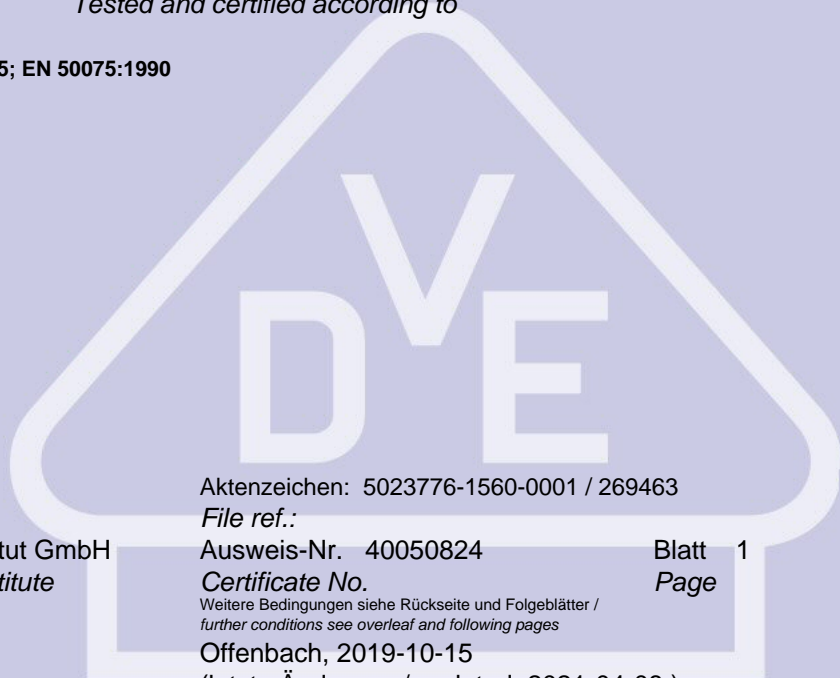 Tested and certified according to
5; EN 50075:1990
VDE
Aktenzeichen: 5023776-1560-0001 / 269463
File ref.:
tut GmbH Ausweis-Nr. 40050824 Blatt 1
titute Certificate No. Page
Weitere Bedingungen siehe Rückseite und Folgeblätter /
further conditions see overleaf and following pages
Offenbach, 2019-10-15